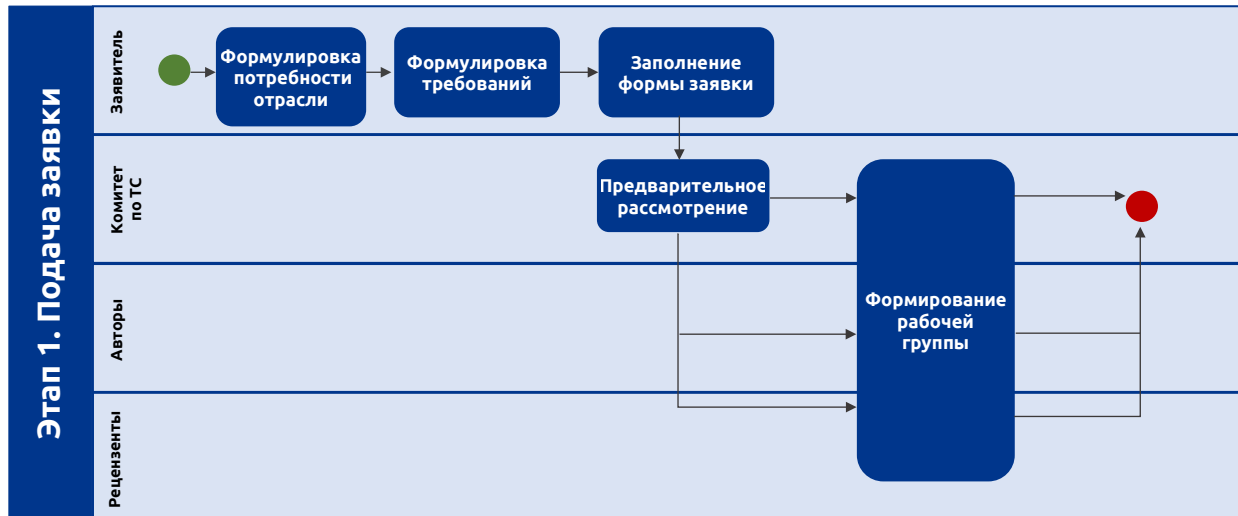 Этап 1. Подача заявки
Заявитель
Формулировка
потребности
отрасли
Формулировка
требований
Заполнение
формы заявки
Комитет
по ТС
Предварительное
рассмотрение
Авторы
Формирование
рабочей
группы
Рецензенты